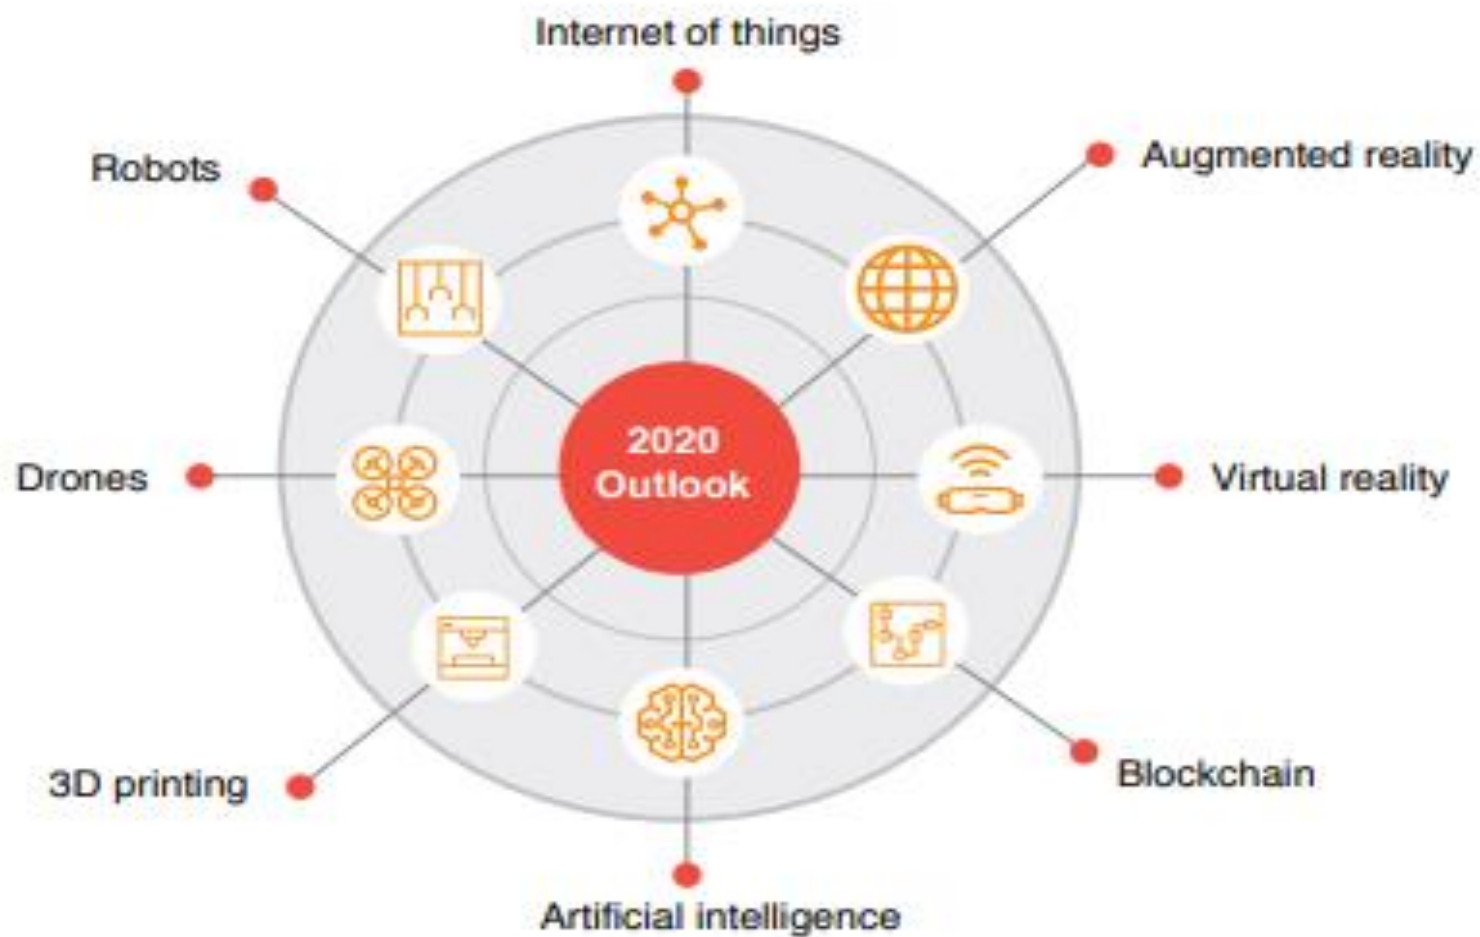 Internet of things
Augmented reality
Robots
2020
Outlook
Drones
Virtual reality
3D printing
Blockchain
Artificial intelligence